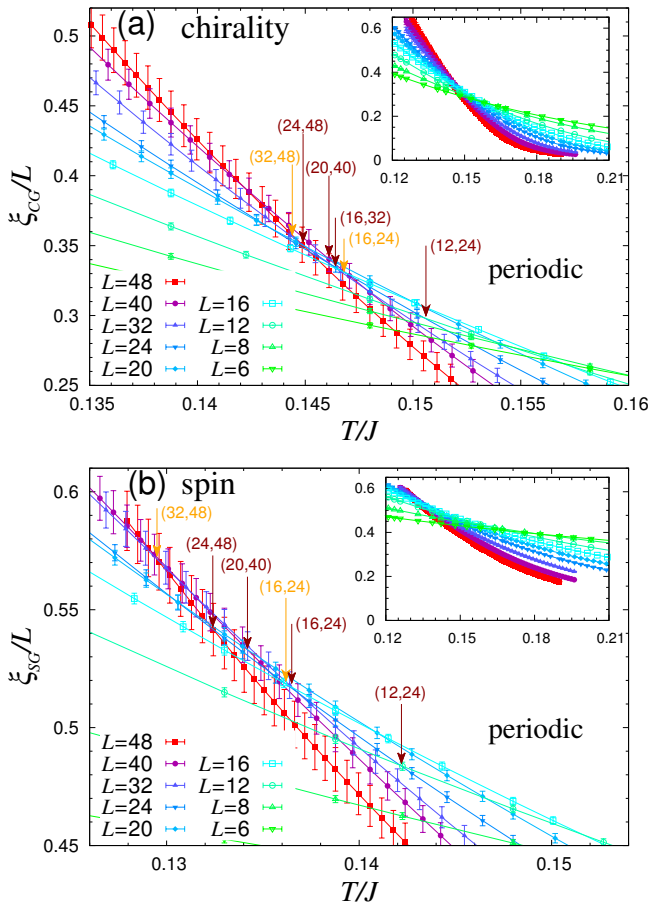 (a) chirality
0.5
0.45
0.4
0.35
0.3
0.25
ξCG/L
0.135
0.14
0.145
0.15
0.155
0.16
T/J
(24,48)
(32,48)
(20,40)
(16,32)
(16,24)
(12,24)
periodic
L=48
L=40 L=16
L=32 L=12
L=24 L=8
L=20 L=6
0.6
0.4
0.2
0
0.12 0.15 0.18 0.21
(b) spin
0.6
0.55
0.5
0.45
ξSG/L
0.13
0.14
0.15
T/J
(32,48)
(24,48)
(20,40)
(16,24)
(16,24)
(12,24)
periodic
L=48
L=40 L=16
L=32 L=12
L=24 L=8
L=20 L=6
0.6
0.4
0.2
0
0.12 0.15 0.18 0.21